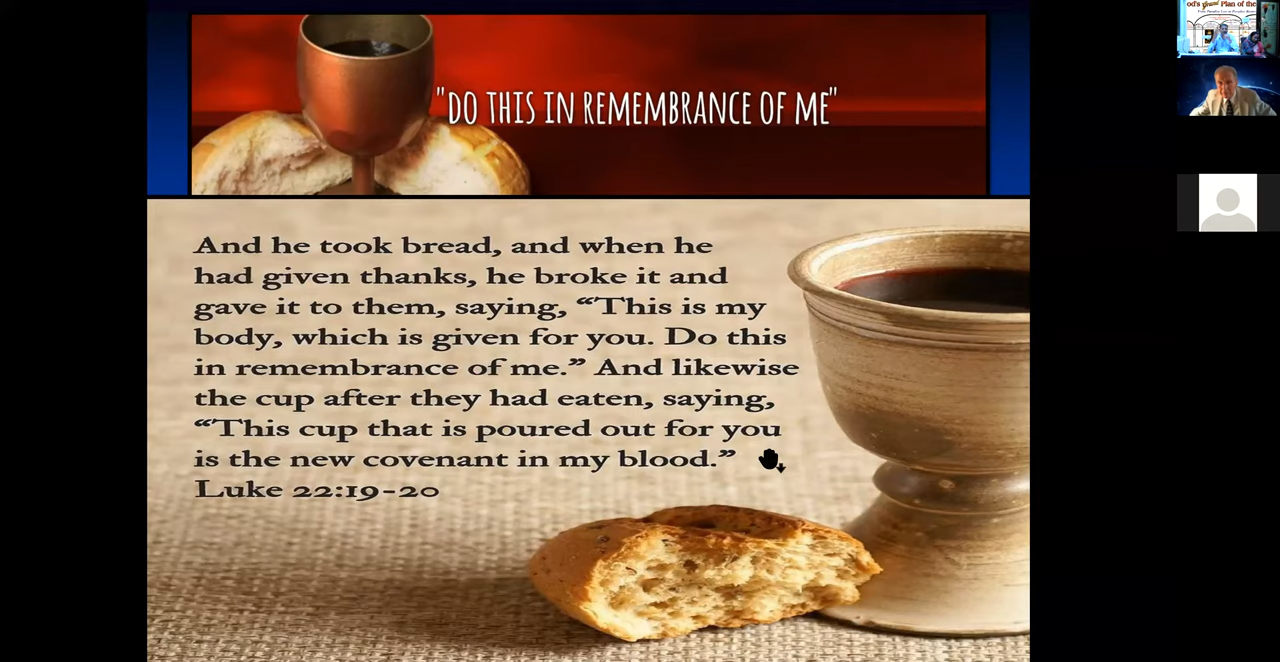 "DO THIS IN REMEMBRANCE OF ME"
And he took bread, and when he
had given thanks, he broke it and
gave it to them, saying, “This is my
body, which is given for you. Do this
in remembrance of me.” And likewise
the cup after they had eaten, saying,
“This cup that is poured out for you
is the new covenant in my blood.”
Luke 22:19-20
od's Grand Plan of the